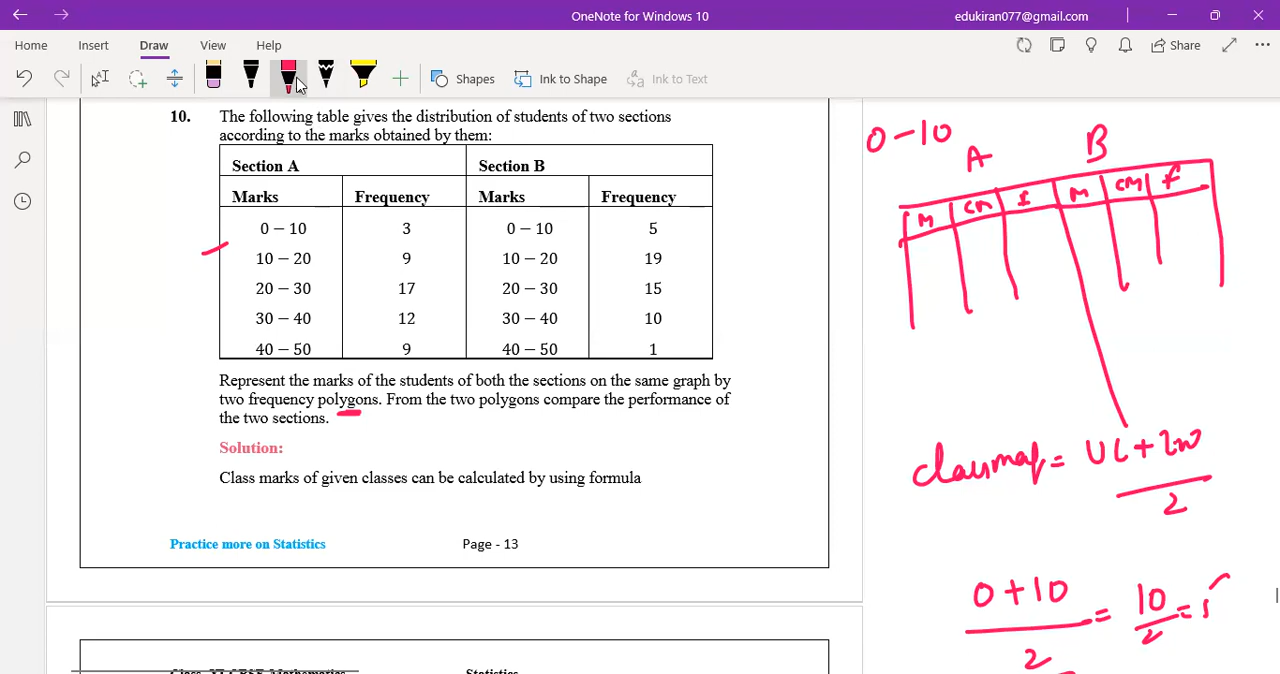 OneNote for Windows 10
edukiran077@gmail.com
Home Insert Draw View Help
Share
Shapes Ink to Shape Ink to Text
10. The following table gives the distribution of students of two sections
according to the marks obtained by them:
Section A Section B
Marks Frequency Marks Frequency
0 – 10 3 0 – 10 5
10 – 20 9 10 – 20 19
20 – 30 17 20 – 30 15
30 – 40 12 30 – 40 10
40 – 50 9 40 – 50 1
Represent the marks of the students of both the sections on the same graph by
two frequency polygons. From the two polygons compare the performance of
the two sections.
Solution:
Class marks of given classes can be calculated by using formula
Practice more on Statistics Page - 13
Statistics
0 – 10
A B
M CM M CM f
= UL +
2
0 + 10
2
= 10
2
=